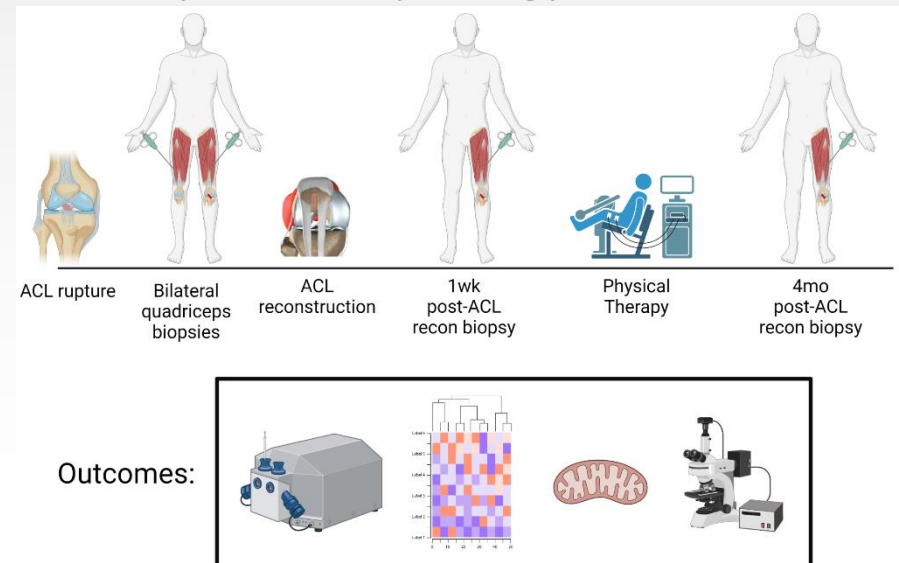 ACL rupture
Bilateral
quadriceps
biopsies
ACL
reconstruction
1wk
post-ACL
recon biopsy
Physical
Therapy
4mo
post-ACL
recon biopsy
Outcomes: